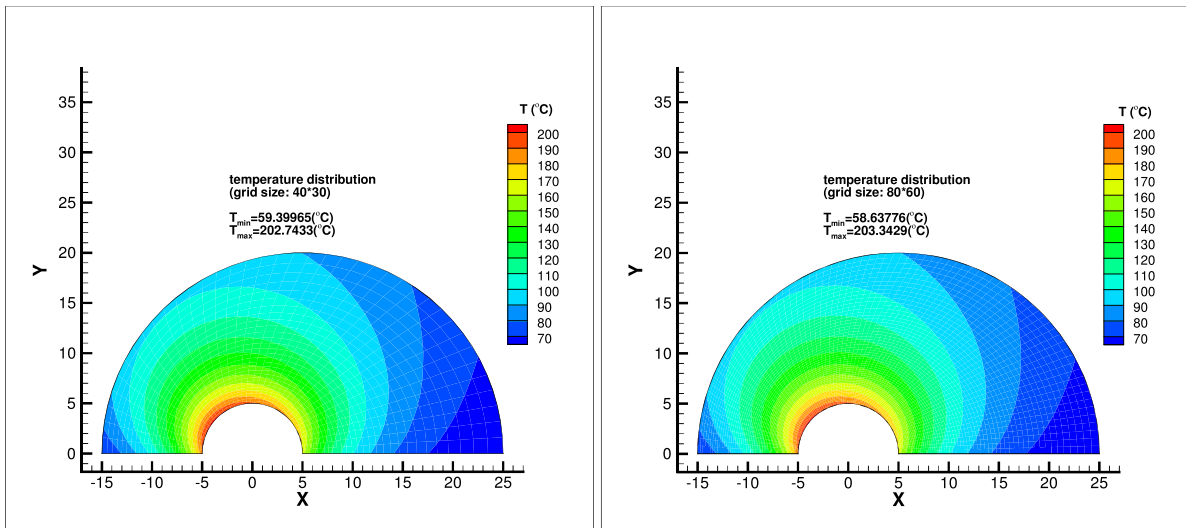 T (°C)
200
190
180
170
160
150
140
130
120
110
100
90
80
70
temperature distribution
(grid size: 40*30)
Tmin=59.39965(°C)
Tmax=202.7433(°C)
Y
35
30
25
20
15
10
5
0
-15 -10 -5 0 5 10 15 20 25
X
T (°C)
200
190
180
170
160
150
140
130
120
110
100
90
80
70
temperature distribution
(grid size: 80*60)
Tmin=58.63776(°C)
Tmax=203.3429(°C)
Y
35
30
25
20
15
10
5
0
-15 -10 -5 0 5 10 15 20 25
X